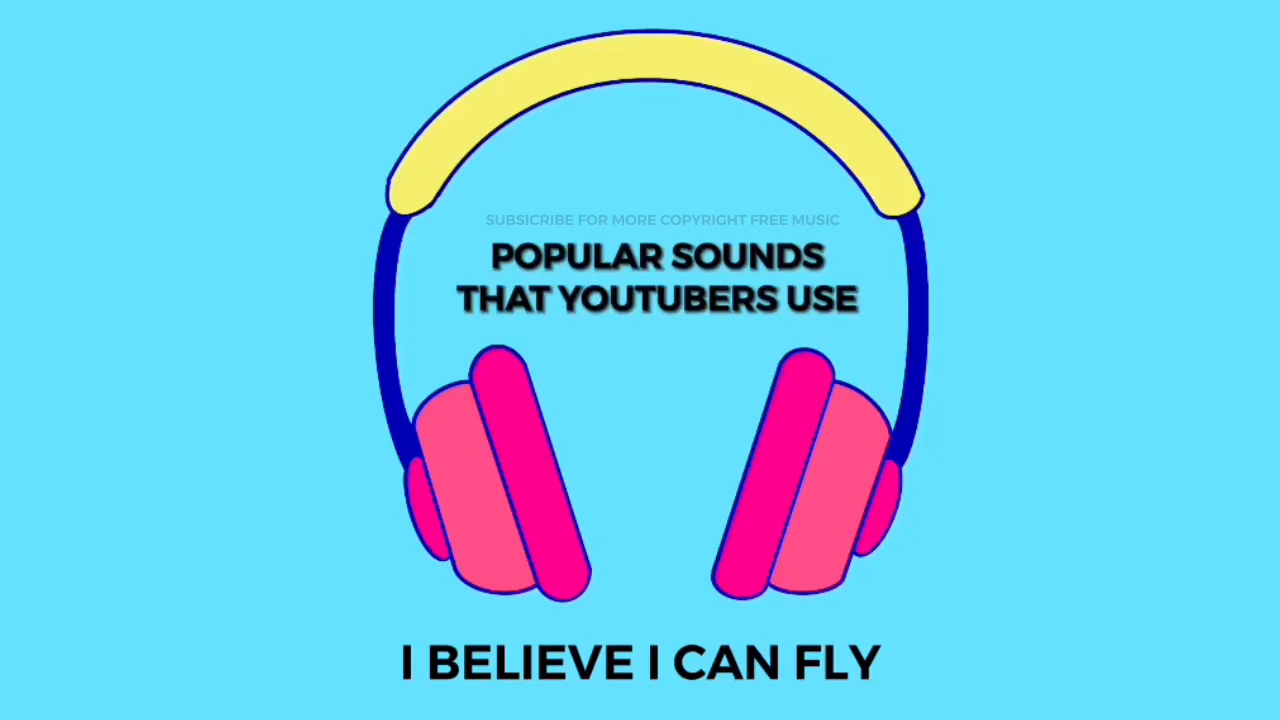 SUBSICRIBE FOR MORE COPYRIGHT FREE MUSIC
POPULAR SOUNDS
THAT YOUTUBERS USE
I BELIEVE I CAN FLY